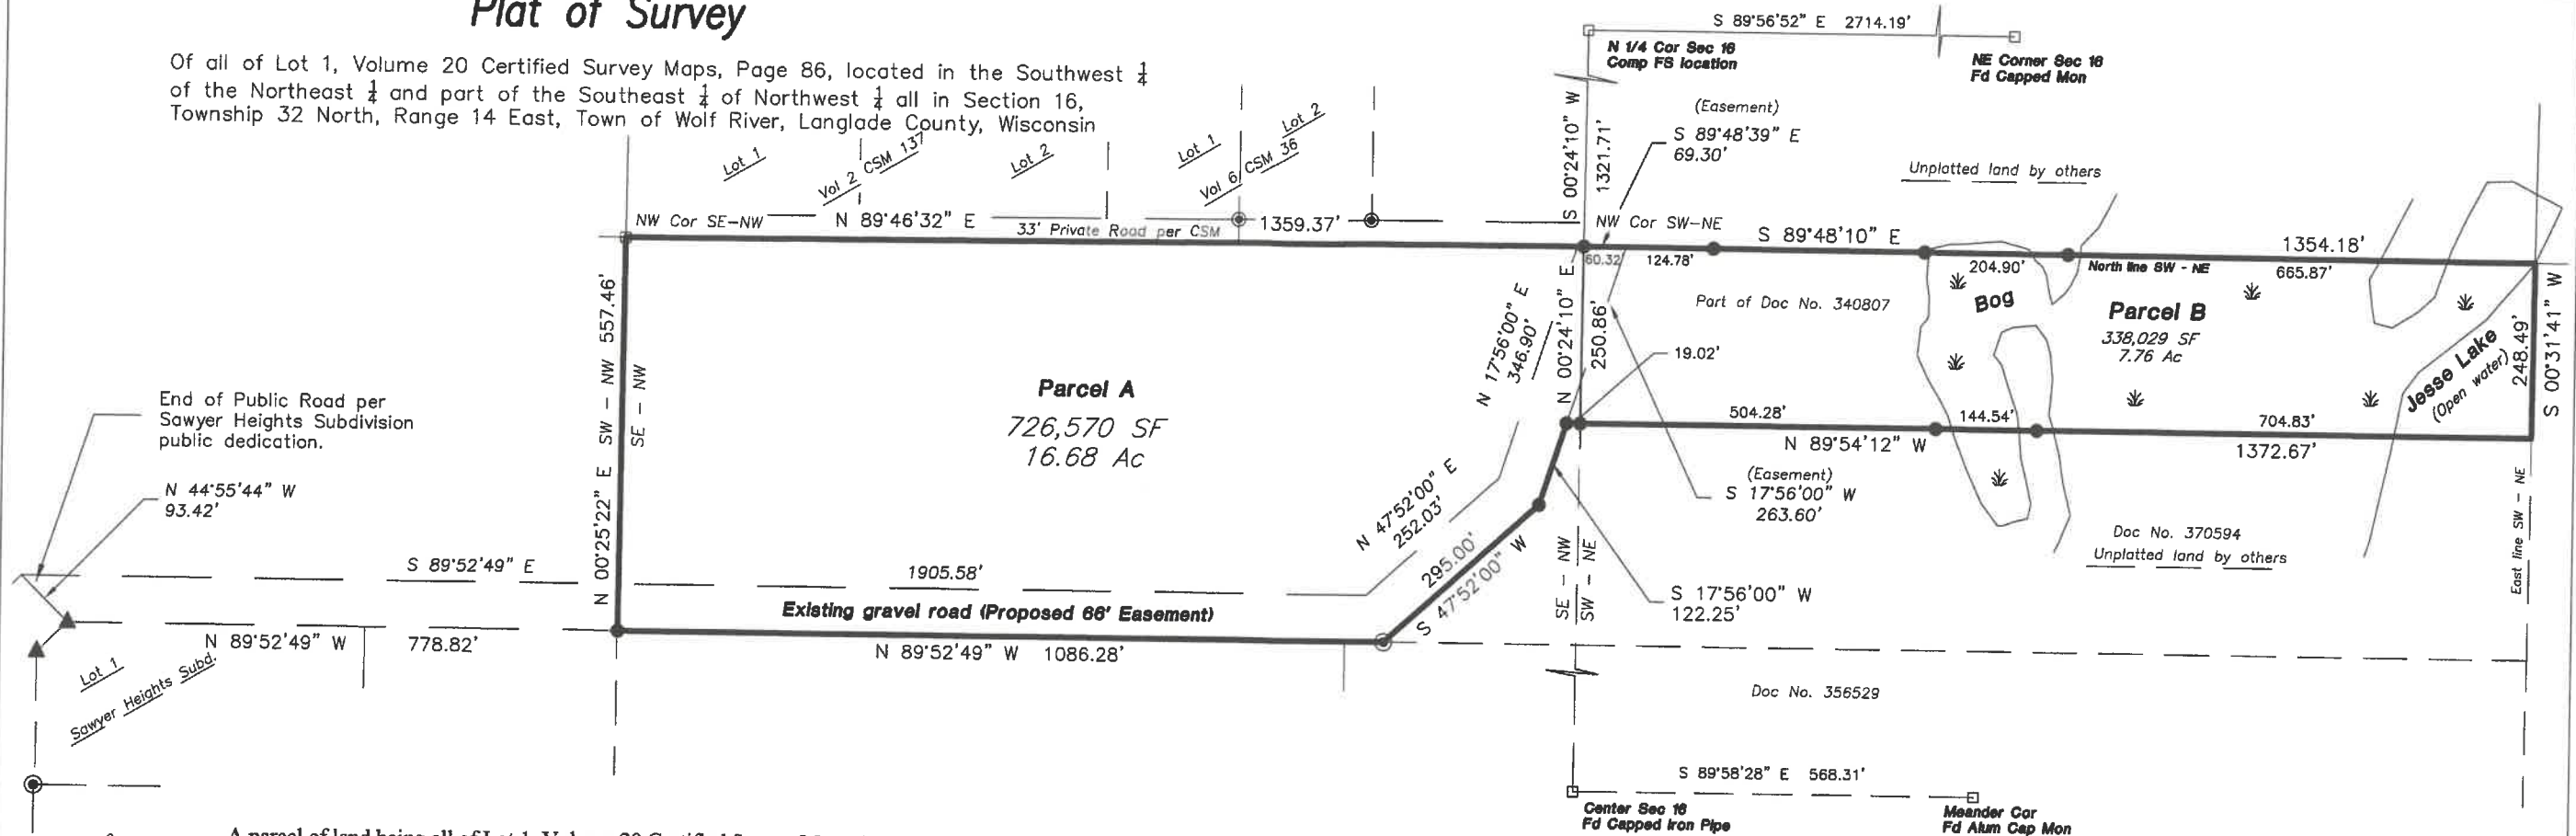 Plat of Survey
Of all of Lot 1, Volume 20 Certified Survey Maps, Page 86, located in the Southwest ¼
of the Northeast ¼ and part of the Southeast ¼ of Northwest ¼ all in Section 16,
Township 32 North, Range 14 East, Town of Wolf River, Langlade County, Wisconsin
S 89°56'52" E 2714.19'
N 1/4 Cor Sec 16
Comp FS location
NE Corner Sec 16
Fd Capped Mon
Lot 1
Vol 2 CSM 137
Lot 2
Lot 1
Vol 6 CSM 36
Lot 2
S 00°24'10" W
1321.71'
(Easement)
S 89°48'39" E
69.30'
Unplatted land by others
NW Cor SE-NW
N 89°46'32" E
33' Private Road per CSM
1359.37'
NW Cor SW-NE
S 89°48'10" E
1354.18'
60.32
124.78'
204.90'
North line SW - NE
665.87'
N 00°25'22" E SW - NW 557.46'
SE - NW
Parcel A
726,570 SF
16.68 Ac
N 17°56'00" E
346.90'
N 00°24'10" E
250.86'
Part of Doc No. 340807
19.02'
Bog
Parcel B
338,029 SF
7.76 Ac
Jesse Lake
(Open water)
248.49'
S 00°31'41" W
504.28'
144.54'
704.83'
N 89°54'12" W
1372.67'
End of Public Road per
Sawyer Heights Subdivision
public dedication.
N 44°55'44" W
93.42'
S 89°52'49" E
1905.58'
N 47°52'00" E
252.03'
295.00'
S 47°52'00" W
(Easement)
S 17°56'00" W
263.60'
SE - NW
SW - NE
S 17°56'00" W
122.25'
Doc No. 370594
Unplatted land by others
East line SW - NE
Existing gravel road (Proposed 66' Easement)
N 89°52'49" W 778.82'
N 89°52'49" W 1086.28'
Lot 1
Sawyer Heights Subd.
Doc No. 356529
S 89°58'28" E 568.31'
Center Sec 16
Fd Capped Iron Pipe
Meander Cor
Fd Alum Cap Mon
A parcel of land being all of Lot 1, Volume 20 Certified Survey